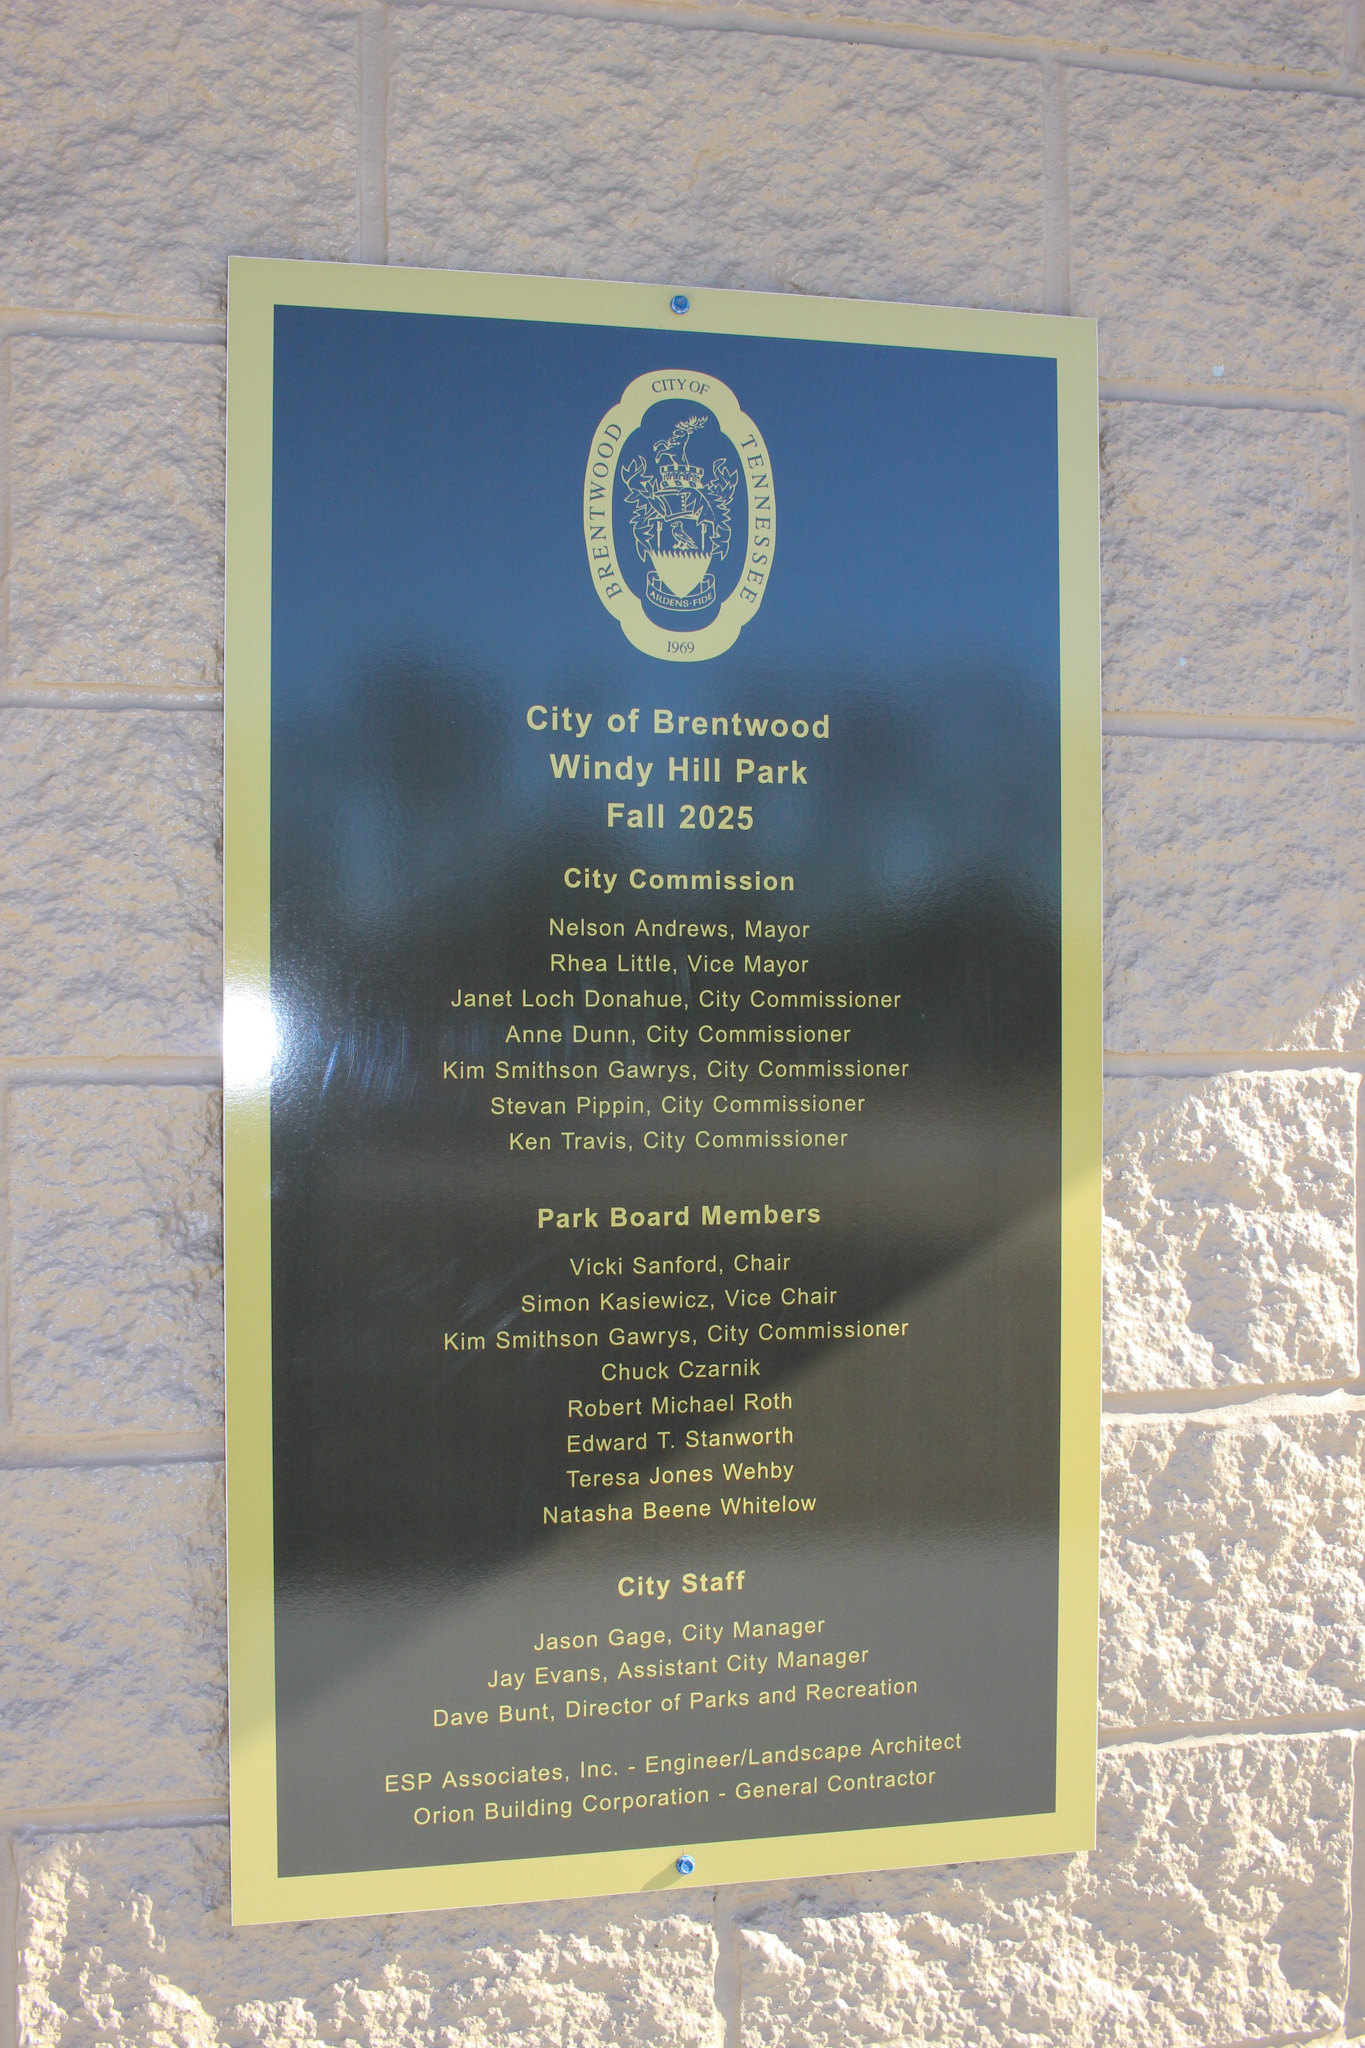 CITY OF
BRENTWOOD
TENNESSEE
ARDENS·FIDE
1969
City of Brentwood
Windy Hill Park
Fall 2025
City Commission
Nelson Andrews, Mayor
Rhea Little, Vice Mayor
Janet Loch Donahue, City Commissioner
Anne Dunn, City Commissioner
Kim Smithson Gawrys, City Commissioner
Stevan Pippin, City Commissioner
Ken Travis, City Commissioner
Park Board Members
Vicki Sanford, Chair
Simon Kasiewicz, Vice Chair
Kim Smithson Gawrys, City Commissioner
Chuck Czarnik
Robert Michael Roth
Edward T. Stanworth
Teresa Jones Wehby
Natasha Beene Whitelow
City Staff
Jason Gage, City Manager
Jay Evans, Assistant City Manager
Dave Bunt, Director of Parks and Recreation
ESP Associates, Inc. - Engineer/Landscape Architect
Orion Building Corporation - General Contractor